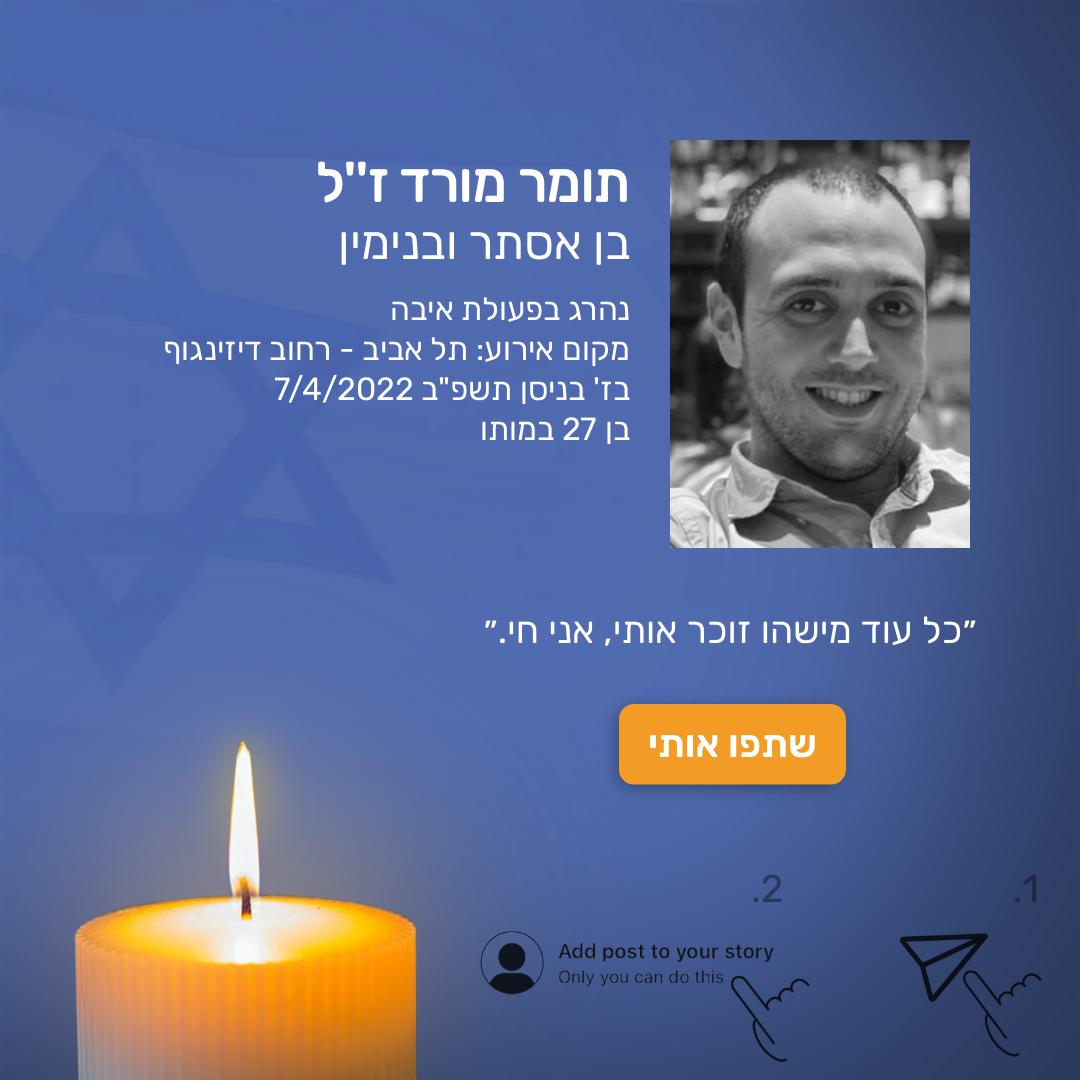 תומר מורד ז"ל
בן אסתר ובנימין
נהרג בפעולת איבה
מקום אירוע: תל אביב - רחוב דיזינגוף
בז' בניסן תשפ"ב 7/4/2022
בן 27 במותו
״כל עוד מישהו זוכר אותי, אני חי.״
שתפו אותי
1.
2.
Add post to your story
Only you can do this